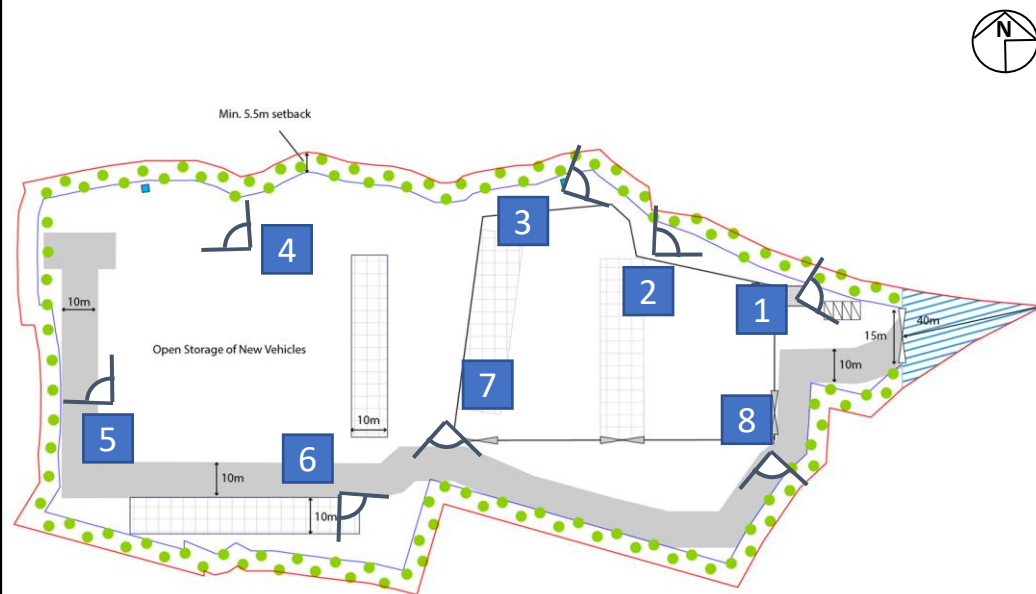 N
Min. 5.5m setback
3
4
2
1
10m
40m
15m
Open Storage of New Vehicles
10m
7
10m
8
5
6
10m
10m